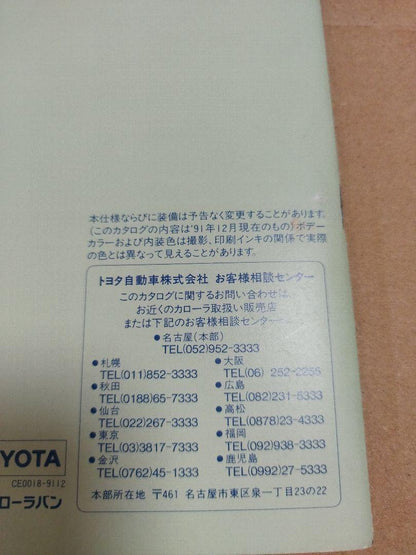 本仕様ならびに装備は予告なく変更することがあります。
(このカタログの内容は'91年12月現在のもの)ボデー
カラーおよび内装色は撮影、印刷インキの関係で実際
の色とは異なって見えることがあります。
トヨタ自動車株式会社 お客様相談センター
このカタログに関するお問い合わせは、
お近くのカローラ取扱い販売店
または下記のお客様相談センターへ
●名古屋(本部)
TEL(052)952-3333
●札幌 ●大阪
TEL(011)852-3333 TEL(06) 252-2255
●秋田 ●広島
TEL(0188)65-7333 TEL(082)231-5333
●仙台 ●高松
TEL(022)267-3333 TEL(0878)23-4333
●東京 ●福岡
TEL(03)3817-7333 TEL(092)938-3333
●金沢 ●鹿児島
TEL(0762)45-1333 TEL(0992)27-5333
本部所在地 〒461 名古屋市東区泉一丁目23の22
YOTA
CE0018-9112
ローラバン